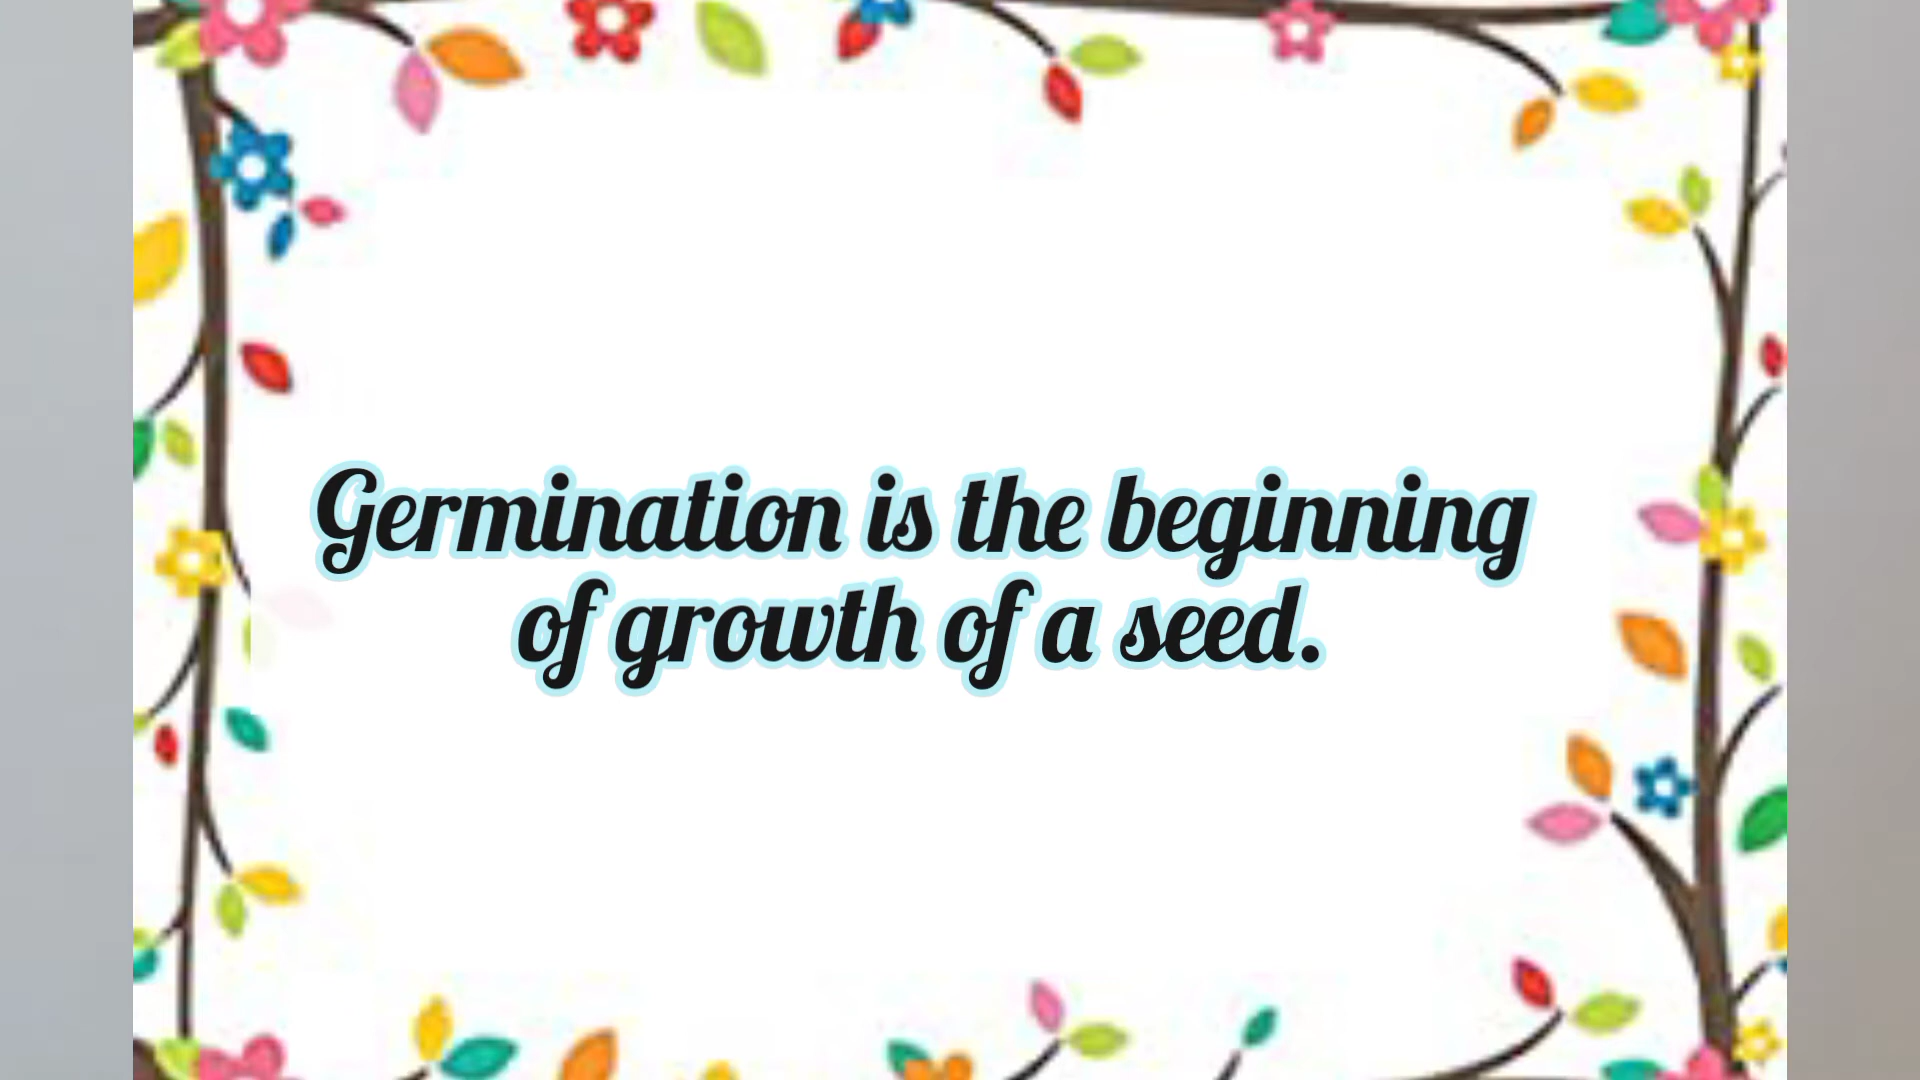 Germination is the beginning
of growth of a seed.